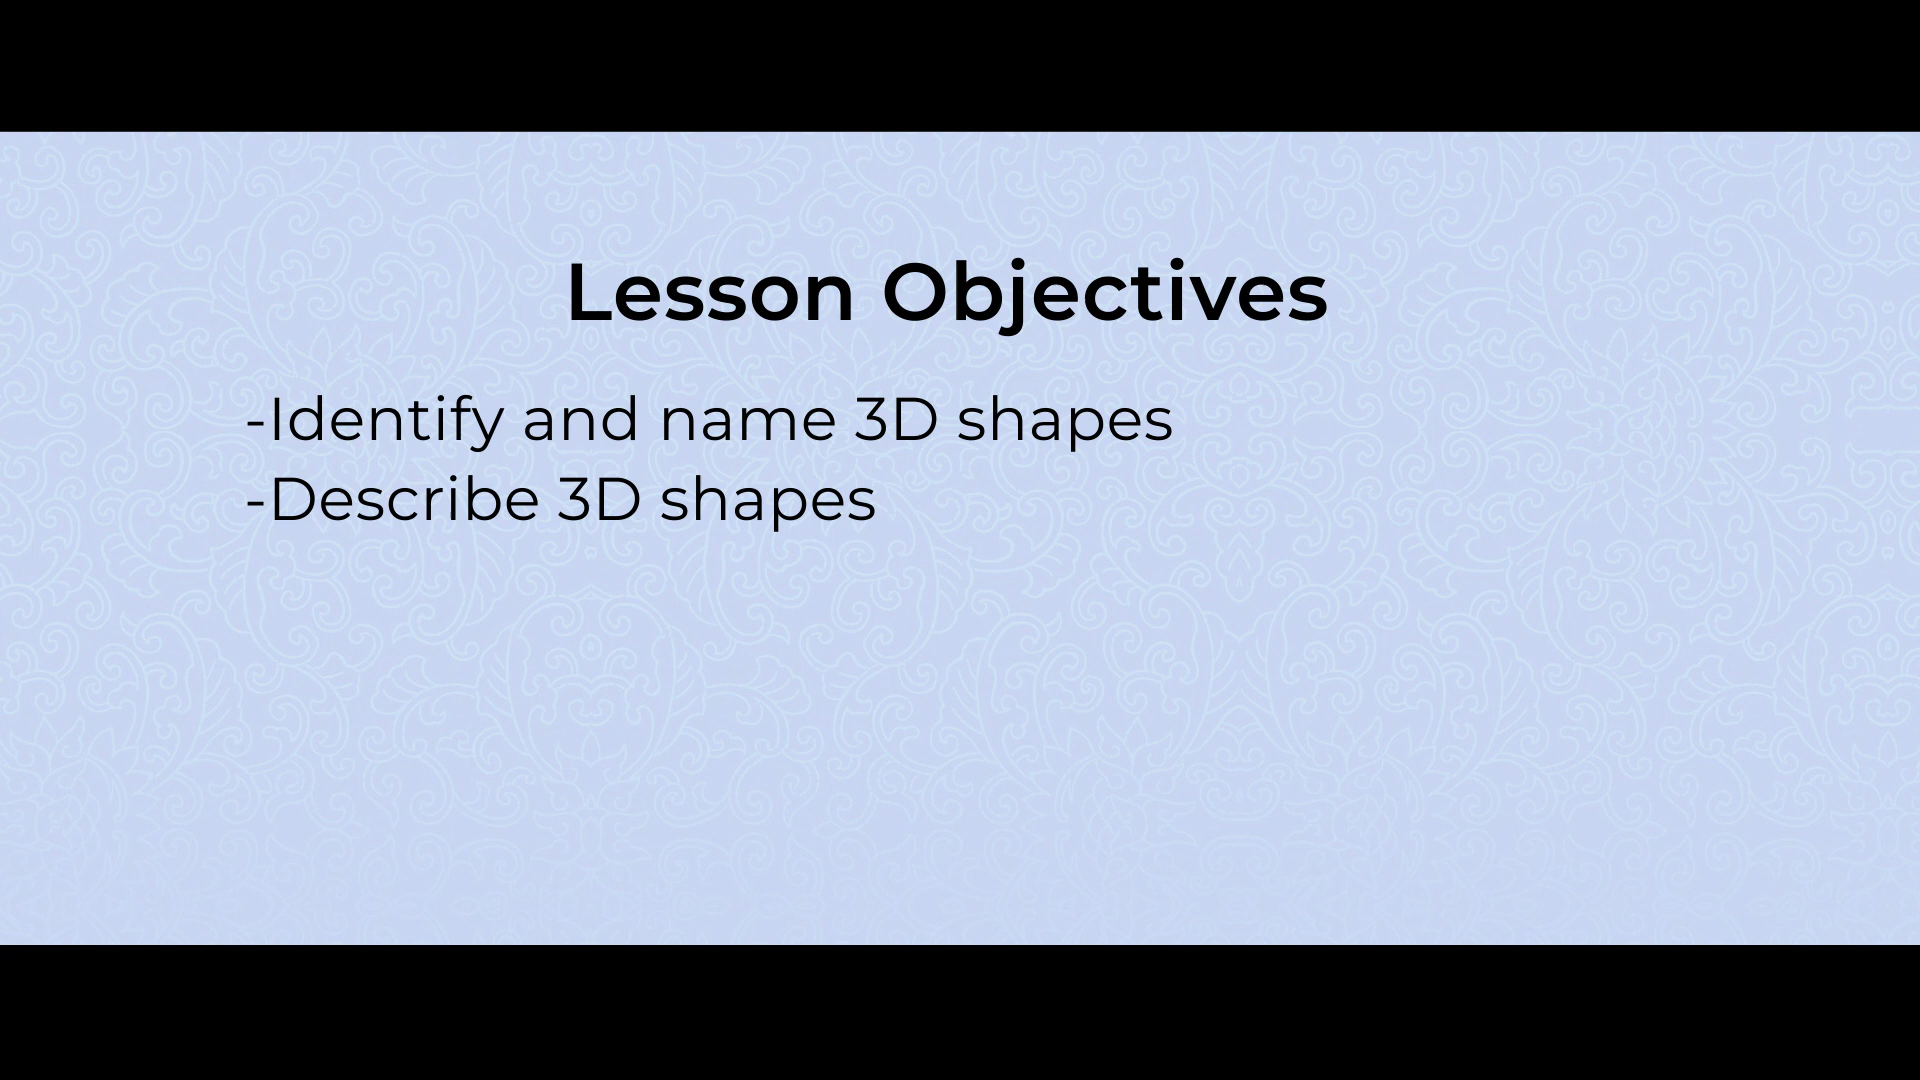 Lesson Objectives
-Identify and name 3D shapes
-Describe 3D shapes